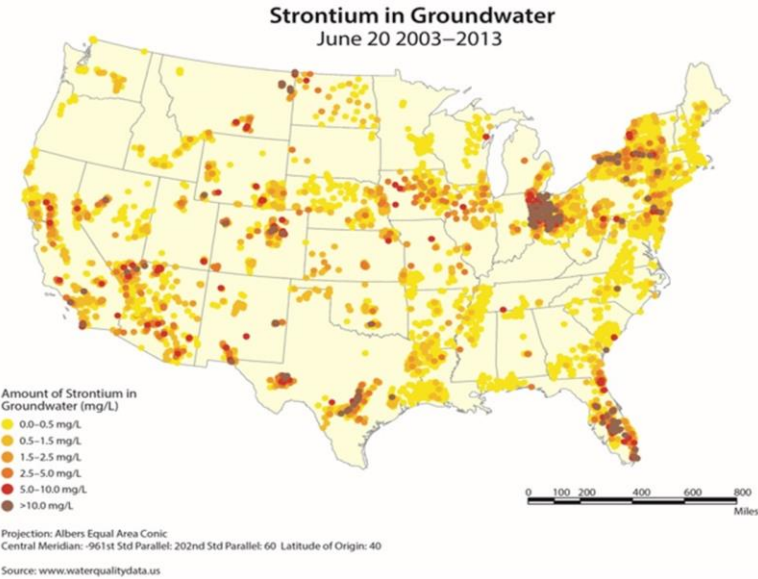 Strontium in Groundwater
June 20 2003−2013
Amount of Strontium in
Groundwater (mg/L)
0.0–0.5 mg/L
0.5–1.5 mg/L
1.5–2.5 mg/L
2.5–5.0 mg/L
5.0–10.0 mg/L
>10.0 mg/L
0 100 200 400 600 800
Miles
Projection: Albers Equal Area Conic
Central Meridian: -961st Std Parallel: 202nd Std Parallel: 60 Latitude of Origin: 40
Source: www.waterqualitydata.us